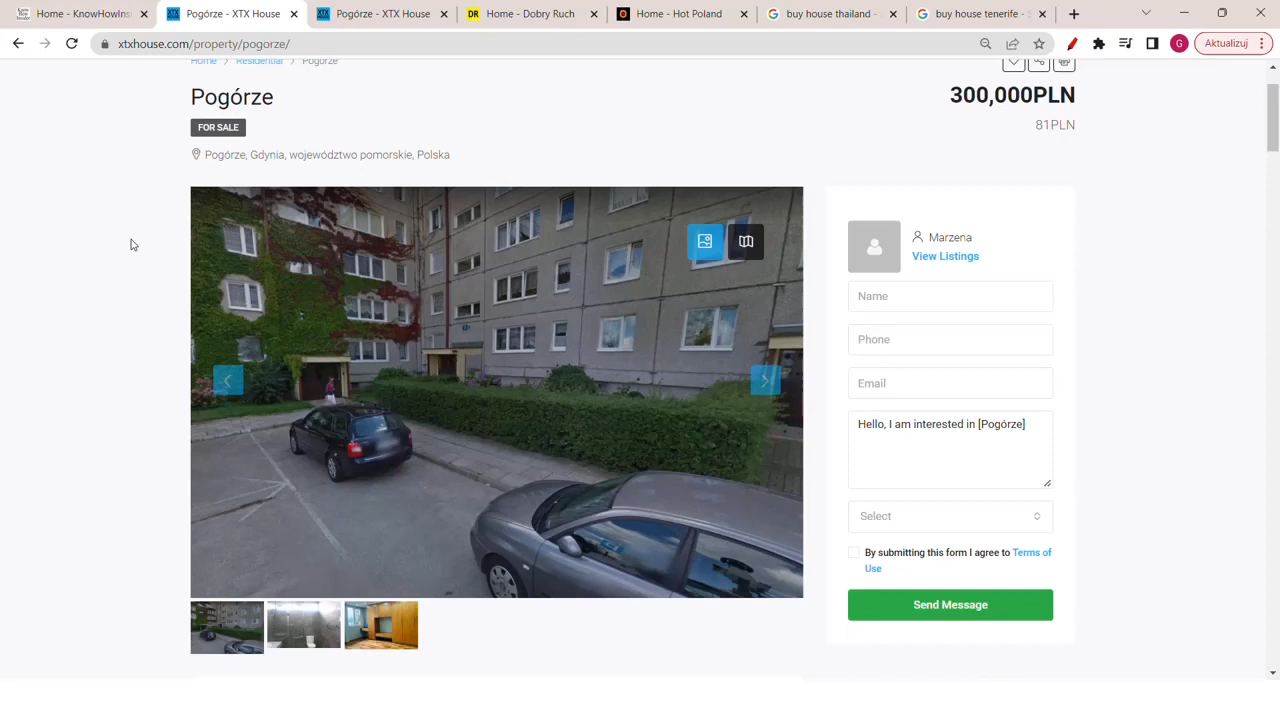 Home - KnowHowIns
Pogórze - XTX House
Pogórze - XTX House
DR Home - Dobry Ruch
Home - Hot Poland
buy house thailand -
buy house tenerife - S
xtxhouse.com/property/pogorze/
G
Aktualizuj
Home > Residential > Pogórze
Pogórze
300,000PLN
FOR SALE
81PLN
Pogórze, Gdynia, województwo pomorskie, Polska
Marzena
View Listings
Name
Phone
Email
Hello, I am interested in [Pogórze]
Select
By submitting this form I agree to Terms of
Use
Send Message